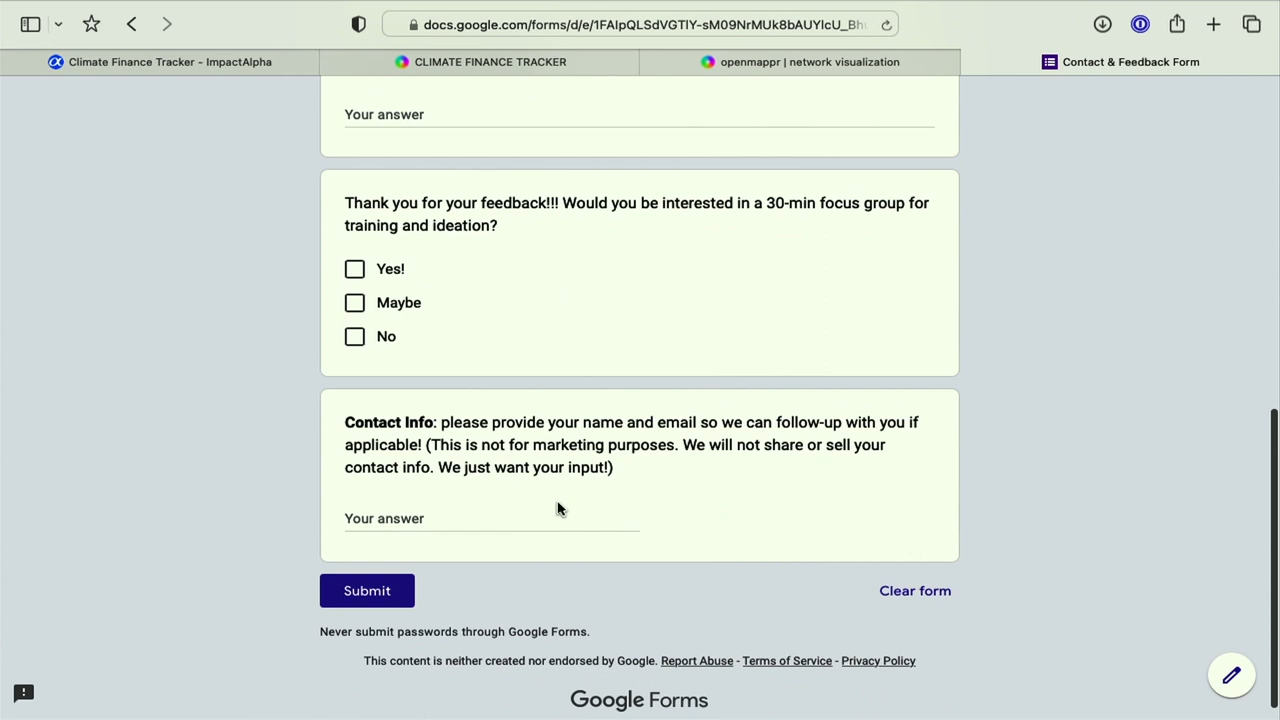 docs.google.com/forms/d/e/1FAIpQLSdVGTIY-sM09NrMUk8bAUYIcU_Bh
Climate Finance Tracker - ImpactAlpha
CLIMATE FINANCE TRACKER
openmappr | network visualization
Contact & Feedback Form
Your answer
Thank you for your feedback!!! Would you be interested in a 30-min focus group for
training and ideation?
Yes!
Maybe
No
Contact Info: please provide your name and email so we can follow-up with you if
applicable! (This is not for marketing purposes. We will not share or sell your
contact info. We just want your input!)
Your answer
Submit
Clear form
Never submit passwords through Google Forms.
This content is neither created nor endorsed by Google. Report Abuse - Terms of Service - Privacy Policy
Google Forms